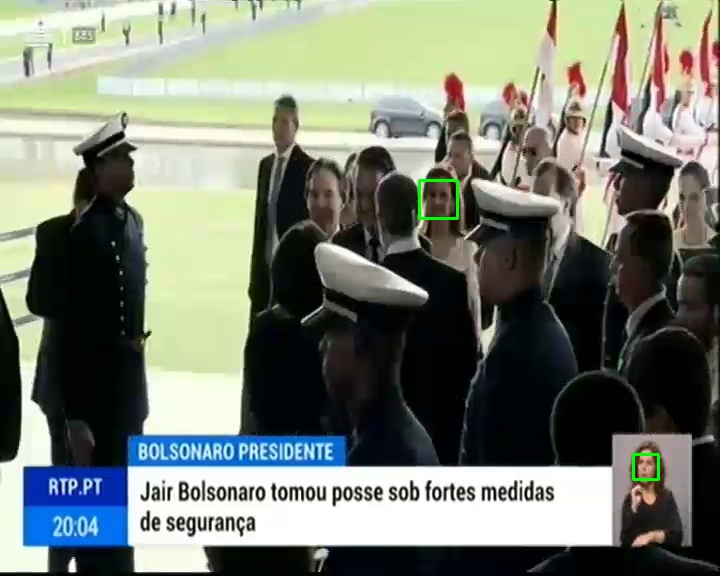 BOLSONARO PRESIDENTE
RTP.PT
Jair Bolsonaro tomou posse sob fortes medidas
20:04
de segurança